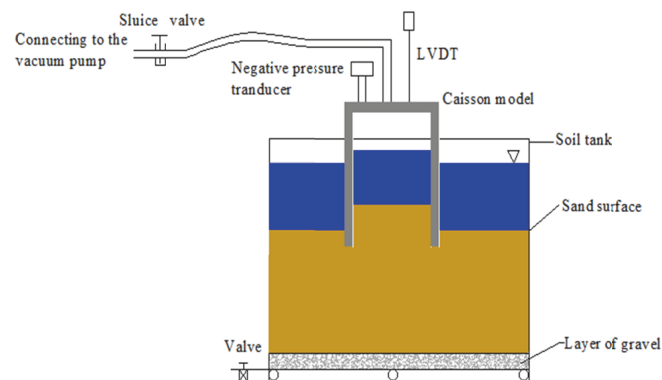 Sluice valve
Connecting to the
vacuum pump
LVDT
Negative pressure
tranducer
Caisson model
Soil tank
Sand surface
Valve
Layer of gravel